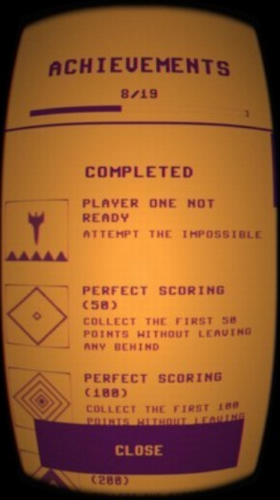 ACHIEVEMENTS
8/19
COMPLETED
PLAYER ONE NOT
READY
ATTEMPT THE IMPOSSIBLE
PERFECT SCORING
(50)
COLLECT THE FIRST 50
POINTS WITHOUT LEAVING
ANY BEHIND
PERFECT SCORING
(100)
COLLECT THE FIRST 100
POINTS WITHOUT LEAVING
CLOSE
(200)